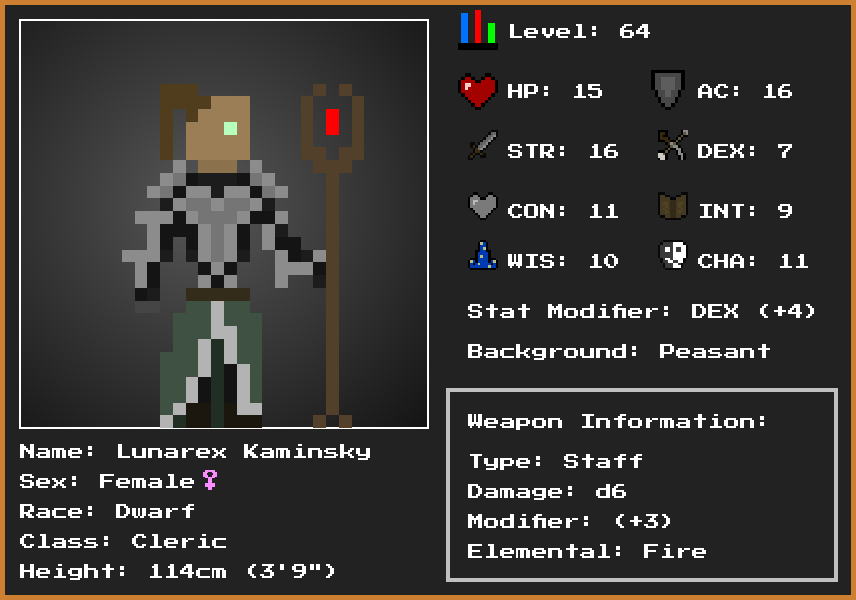 Level: 64
HP: 15
AC: 16
STR: 16
DEX: 7
CON: 11
INT: 9
WIS: 10
CHA: 11
Stat Modifier: DEX (+4)
Background: Peasant
Weapon Information:
Type: Staff
Damage: d6
Modifier: (+3)
Elemental: Fire
Name: Lunarex Kaminsky
Sex: Female♀
Race: Dwarf
Class: Cleric
Height: 114cm (3'9")